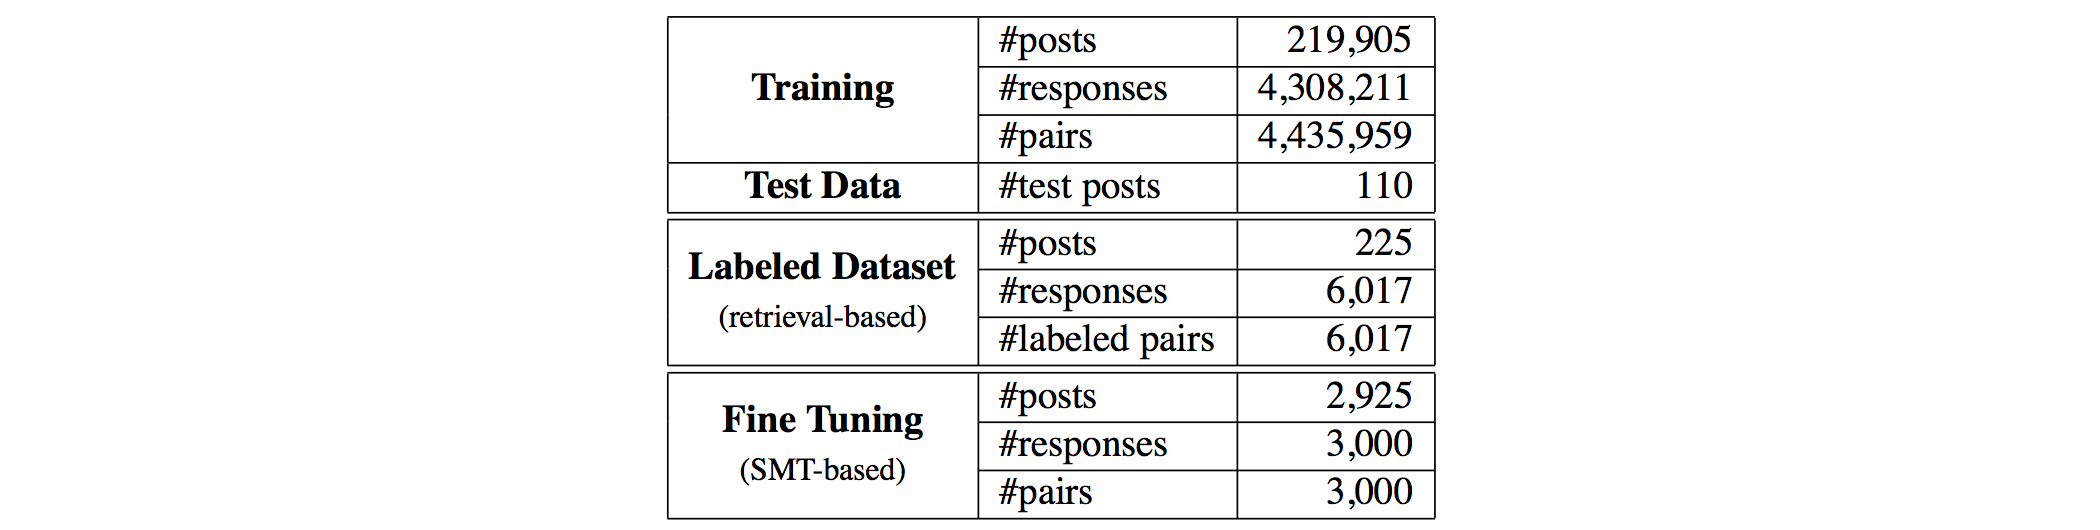 Training
#posts 219,905
#responses 4,308,211
#pairs 4,435,959
Test Data #test posts 110
Labeled Dataset
(retrieval-based)
#posts 225
#responses 6,017
#labeled pairs 6,017
Fine Tuning
(SMT-based)
#posts 2,925
#responses 3,000
#pairs 3,000